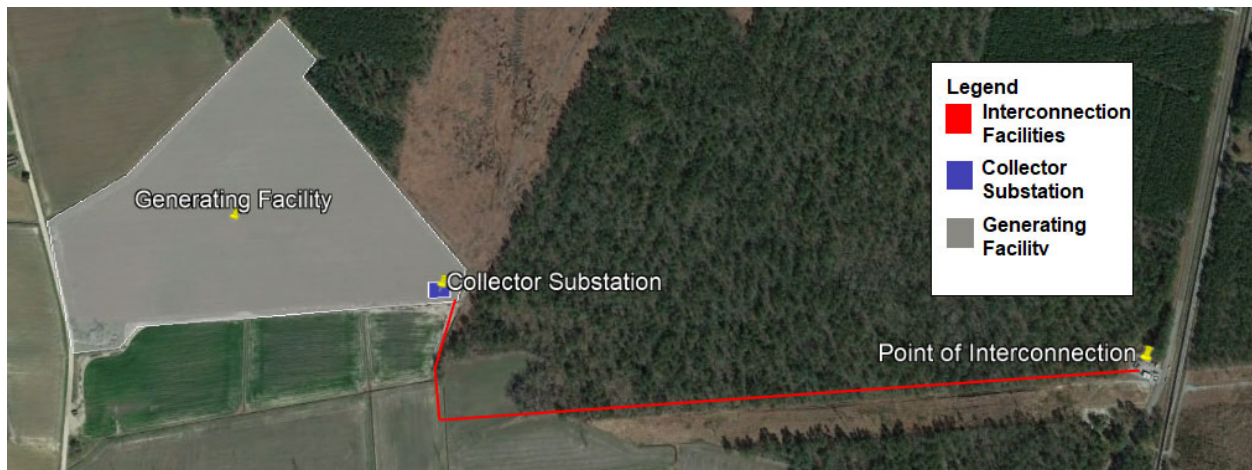 Legend
Interconnection
Facilities
Collector
Substation
Generating
Facility
Generating Facility
Collector Substation
Point of Interconnection